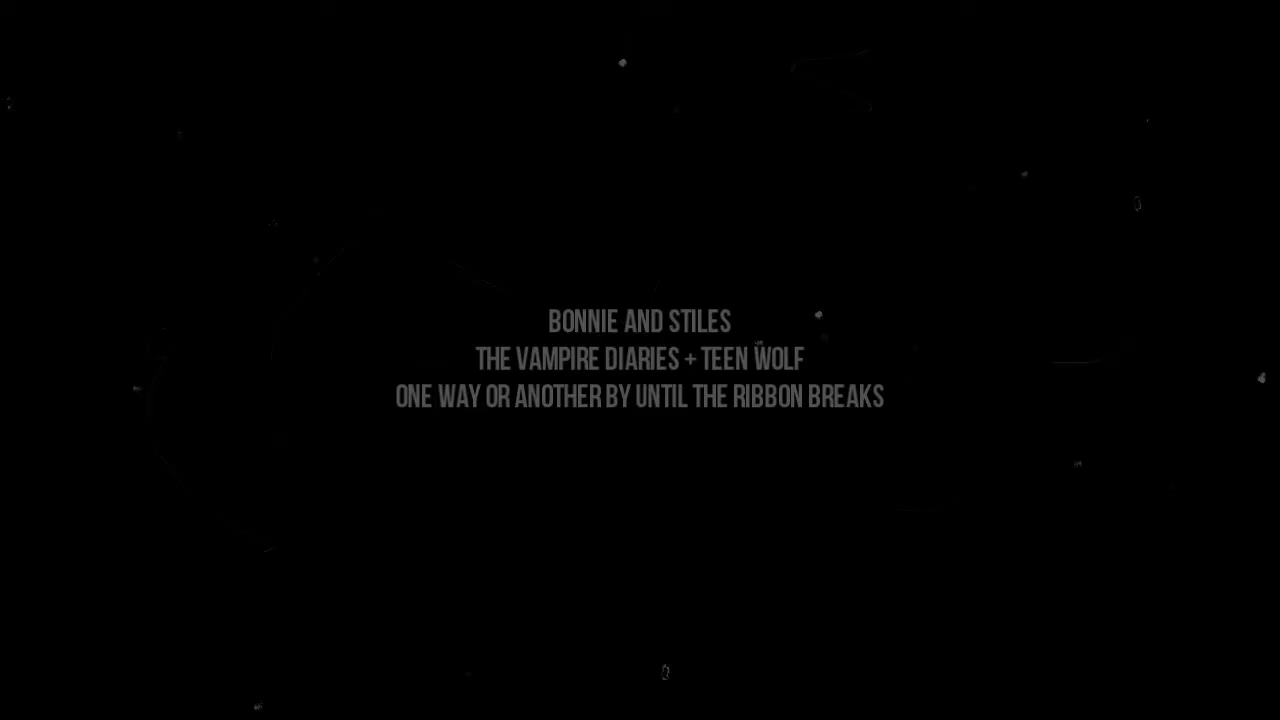 BONNIE AND STILES
THE VAMPIRE DIARIES + TEEN WOLF
ONE WAY OR ANOTHER BY UNTIL THE RIBBON BREAKS